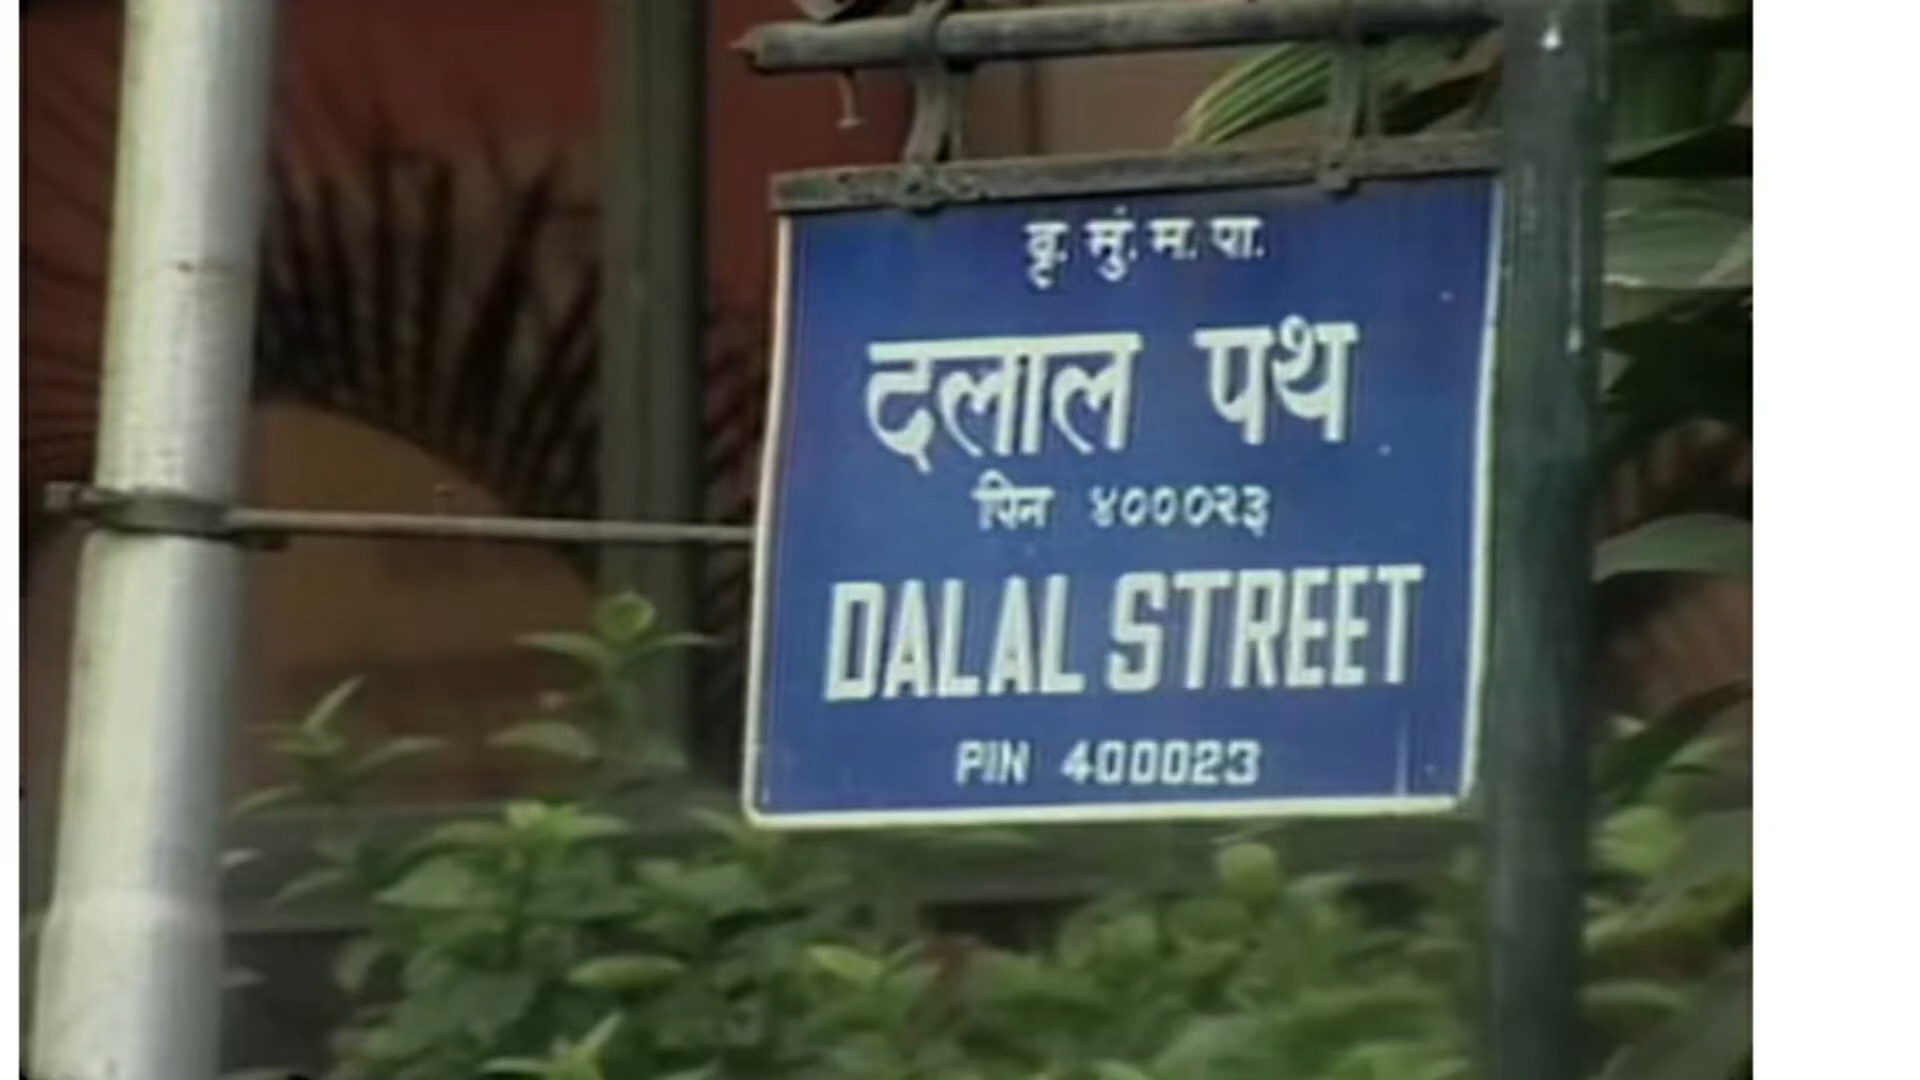 बृ. मुं. म. पा.
दलाल पथ
पिन ४०००२३
DALAL STREET
PIN 400023